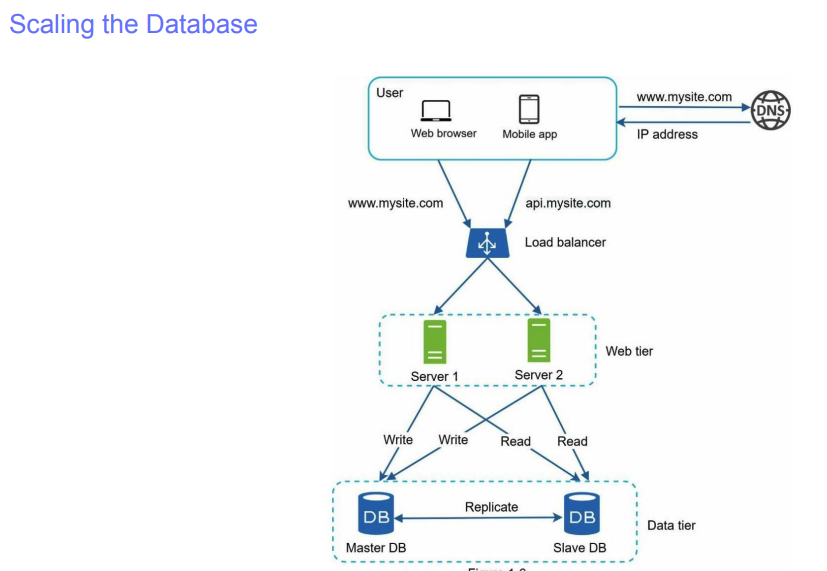 Scaling the Database
User
www.mysite.com
DNS
Web browser
Mobile app
IP address
www.mysite.com
api.mysite.com
Load balancer
Web tier
Server 1
Server 2
Write
Write
Read
Read
Replicate
DB
DB
Data tier
Master DB
Slave DB